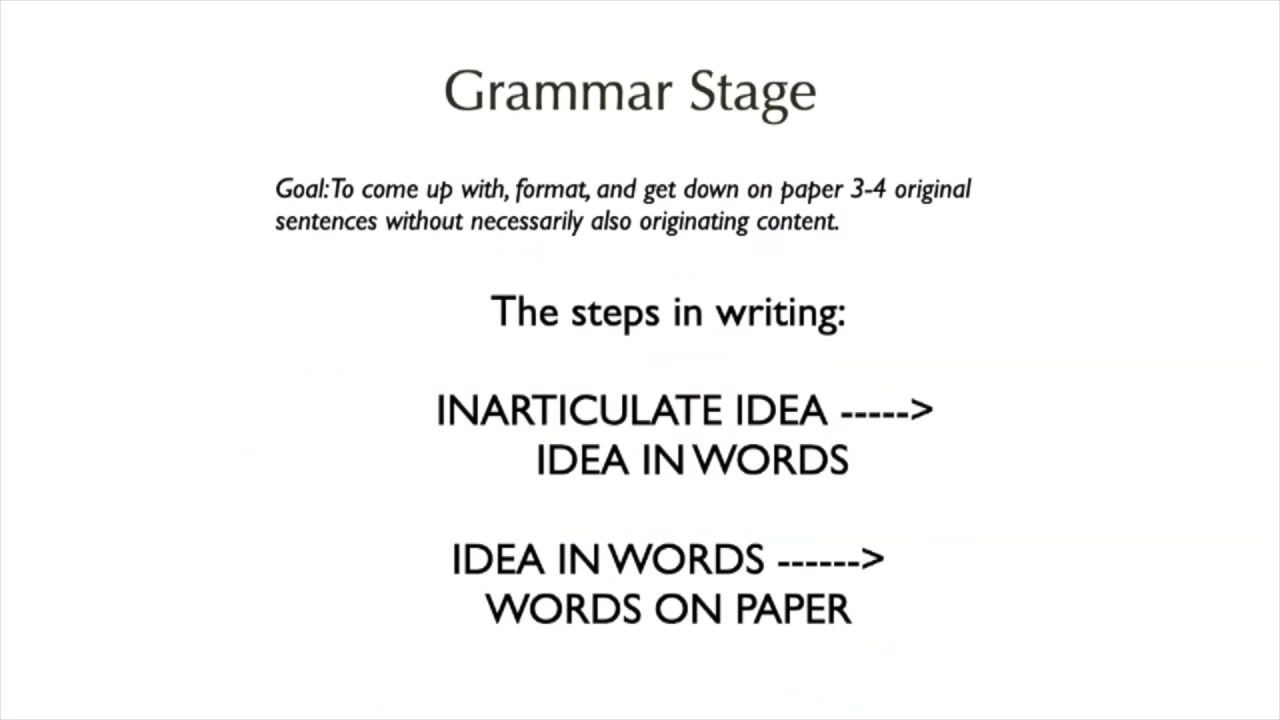 Grammar Stage
Goal: To come up with, format, and get down on paper 3-4 original
sentences without necessarily also originating content.
The steps in writing:
INARTICULATE IDEA ----->
IDEA IN WORDS
IDEA IN WORDS ------>
WORDS ON PAPER